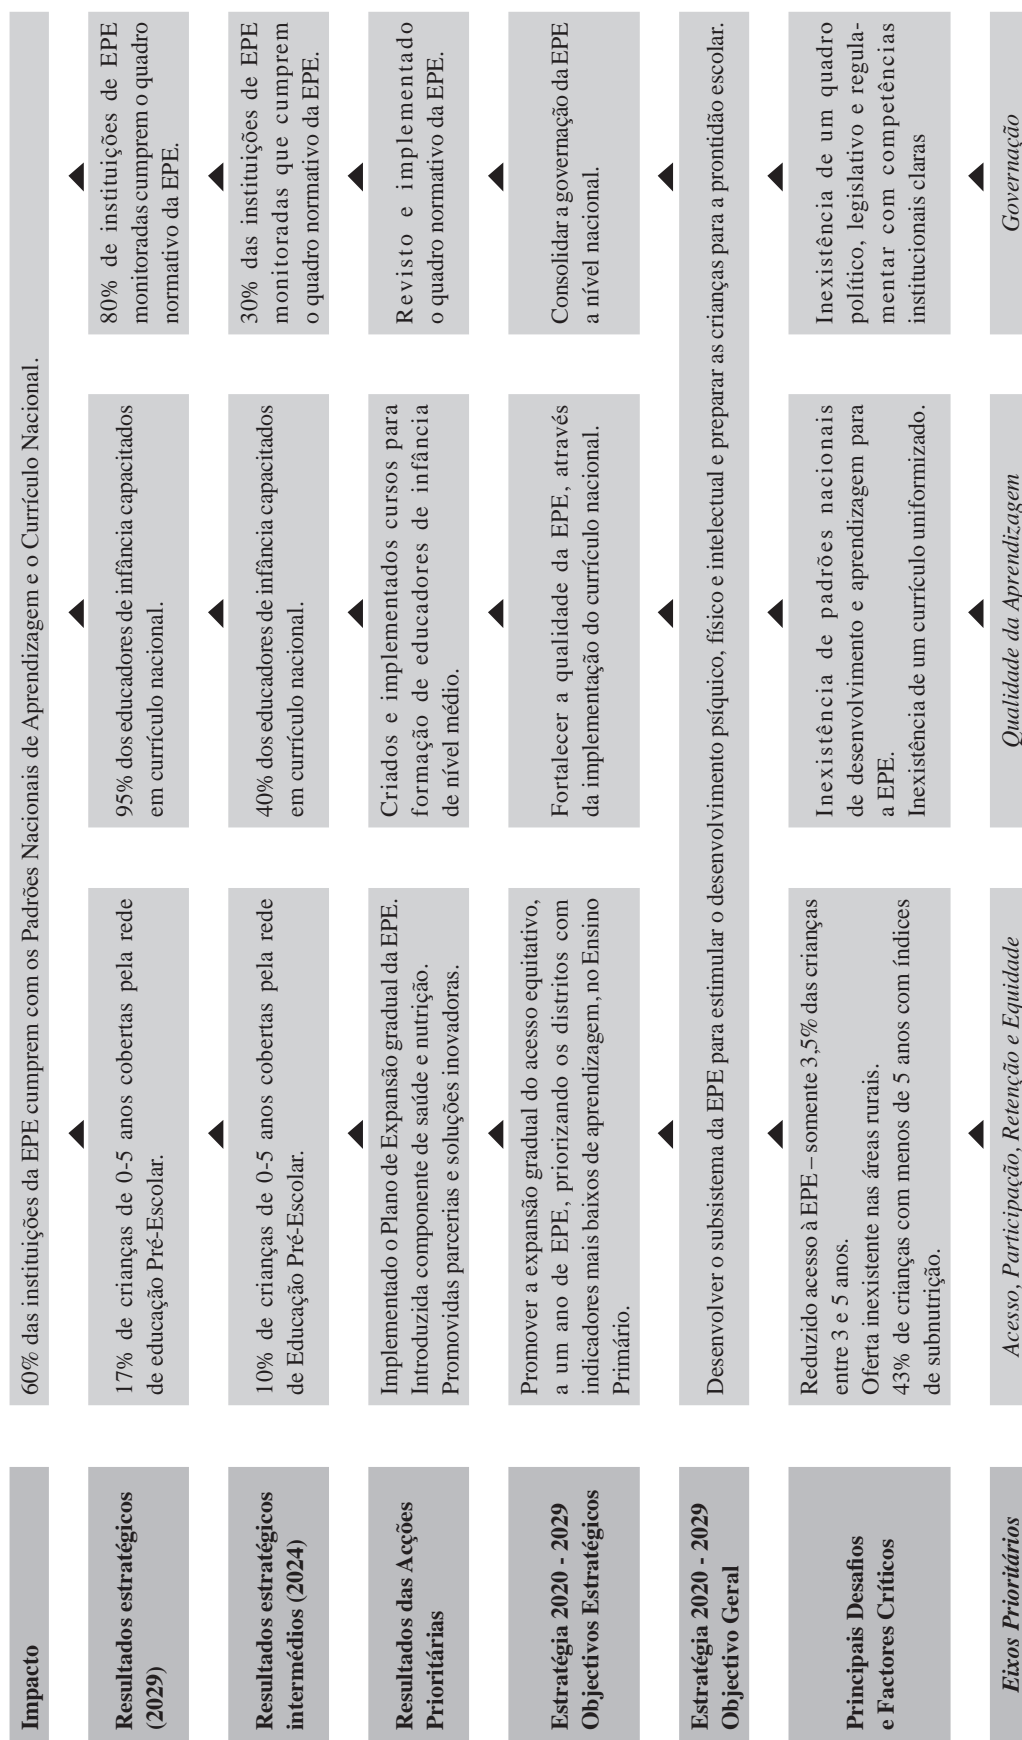 Impacto
60% das instituições da EPE cumprem com os Padrões Nacionais de Aprendizagem e o Currículo Nacional.
Resultados estratégicos
(2029)
17% de crianças de 0-5 anos cobertas pela rede
de educação Pré-Escolar.
95% dos educadores de infância capacitados
em currículo nacional.
80% de instituições de EPE
monitoradas cumprem o quadro
normativo da EPE.
Resultados estratégicos
intermédios (2024)
10% de crianças de 0-5 anos cobertas pela rede
de Educação Pré-Escolar.
40% dos educadores de infância capacitados
em currículo nacional.
30% das instituições de EPE
monitoradas que cumprem
o quadro normativo da EPE.
Resultados das Acções
Prioritárias
Implementado o Plano de Expansão gradual da EPE.
Introduzida componente de saúde e nutrição.
Promovidas parcerias e soluções inovadoras.
Criados e implementados cursos para
formação de educadores de infância
de nível médio.
Revisto e implementado
o quadro normativo da EPE.
Estratégia 2020 - 2029
Objectivos Estratégicos
Promover a expansão gradual do acesso equitativo,
a um ano de EPE, priorizando os distritos com
indicadores mais baixos de aprendizagem, no Ensino
Primário.
Fortalecer a qualidade da EPE, através
da implementação do currículo nacional.
Consolidar a governação da EPE
a nível nacional.
Estratégia 2020 - 2029
Objectivo Geral
Desenvolver o subsistema da EPE para estimular o desenvolvimento psíquico, físico e intelectual e preparar as crianças para a prontidão escolar.
Principais Desafios
e Factores Críticos
Reduzido acesso à EPE – somente 3,5% das crianças
entre 3 e 5 anos.
Oferta inexistente nas áreas rurais.
43% de crianças com menos de 5 anos com índices
de subnutrição.
Inexistência de padrões nacionais
de desenvolvimento e aprendizagem para
a EPE.
Inexistência de um currículo uniformizado.
Inexistência de um quadro
político, legislativo e regula-
mentar com competências
institucionais claras
Eixos Prioritários
Acesso, Participação, Retenção e Equidade
Qualidade da Aprendizagem
Governação